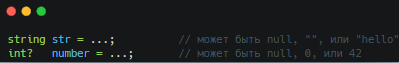 string str = ...;          // может быть null, "", или "hello"
int?   number = ...;       // может быть null, 0, или 42